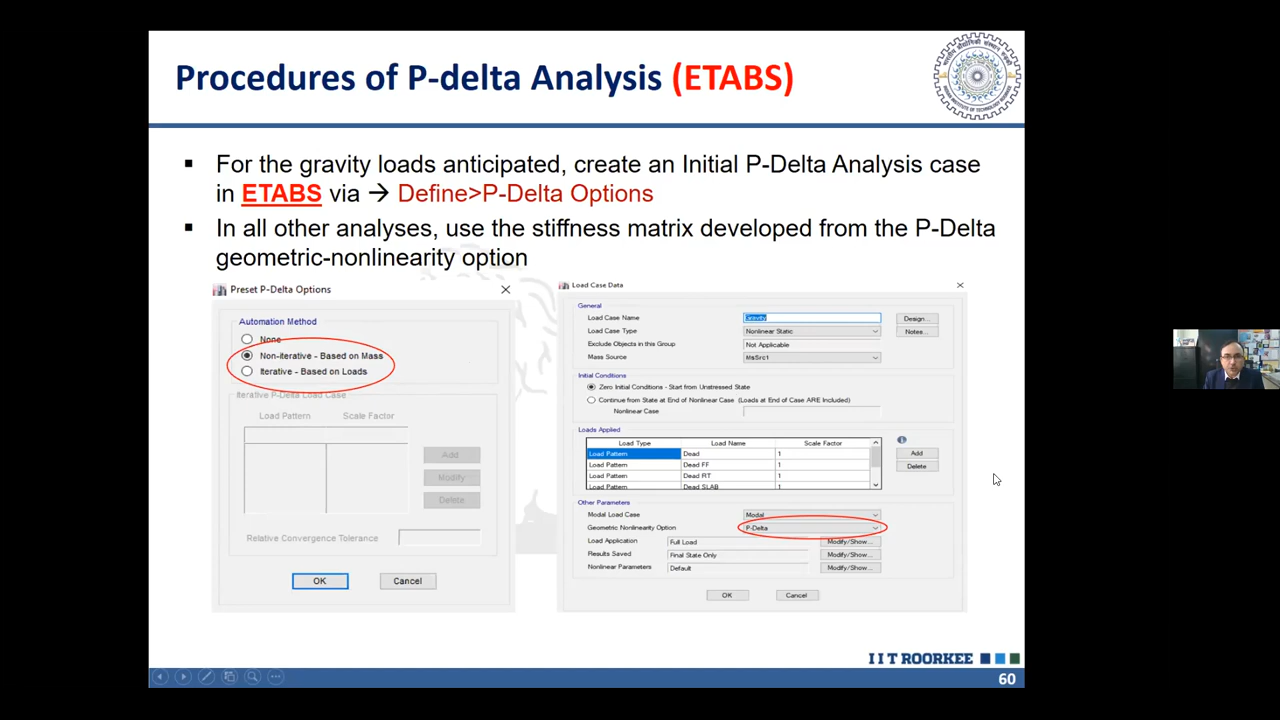 Procedures of P-delta Analysis (ETABS)
▪ For the gravity loads anticipated, create an Initial P-Delta Analysis case
in ETABS via → Define>P-Delta Options
▪ In all other analyses, use the stiffness matrix developed from the P-Delta
geometric-nonlinearity option
Preset P-Delta Options
Automation Method
None
Non-iterative - Based on Mass
Iterative - Based on Loads
Iterative P-Delta Load Case
Load Pattern Scale Factor
Add
Modify
Delete
Relative Convergence Tolerance
OK Cancel
Load Case Data
General
Load Case Name Gravity Design...
Load Case Type Nonlinear Static Notes...
Exclude Objects in this Group Not Applicable
Mass Source MsSrc1
Initial Conditions
Zero Initial Conditions - Start from Unstressed State
Continue from State at End of Nonlinear Case (Loads at End of Case ARE Included)
Nonlinear Case
Loads Applied
Load Type Load Name Scale Factor
Load Pattern Dead 1 Add
Load Pattern Dead FF 1 Delete
Load Pattern Dead RT 1
Load Pattern Dead SLAB 1
Other Parameters
Modal Load Case Modal
Geometric Nonlinearity Option P-Delta
Load Application Full Load Modify/Show...
Results Saved Final State Only Modify/Show...
Nonlinear Parameters Default Modify/Show...
OK Cancel
I I T ROORKEE
60